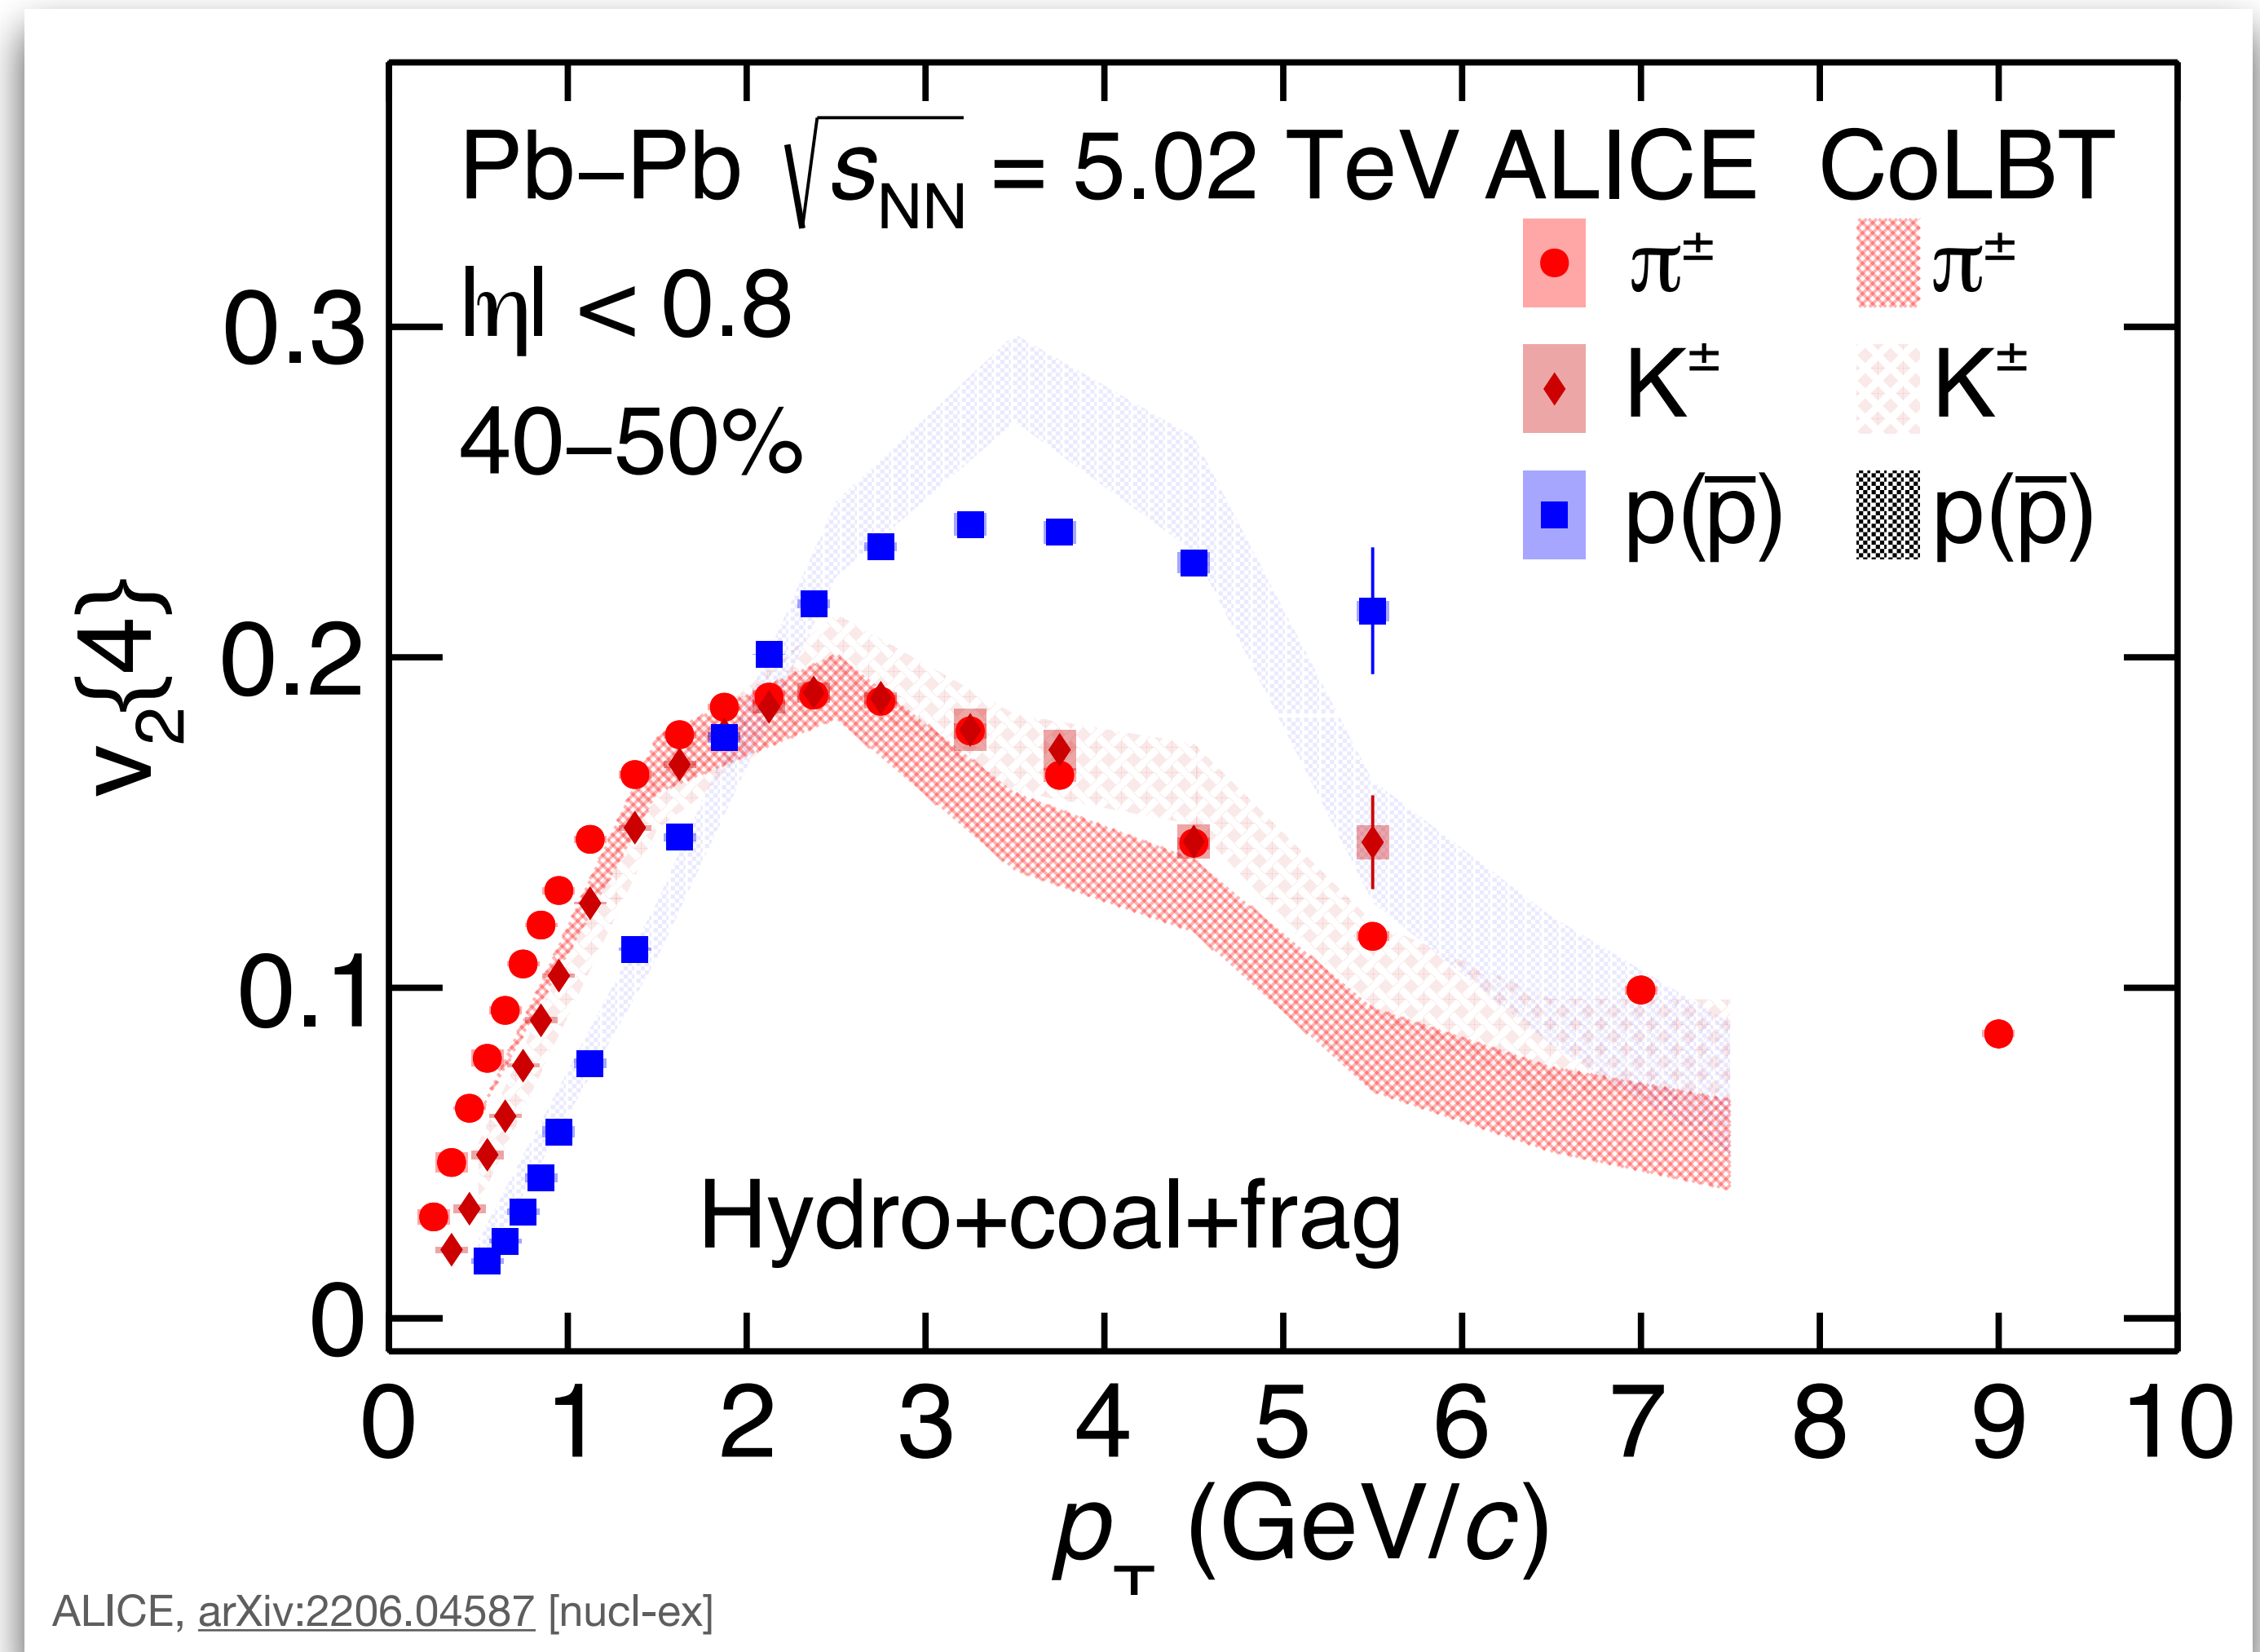 Pb–Pb √s_NN = 5.02 TeV ALICE CoLBT
|η| < 0.8
40–50%
π± π±
K± K±
p(p̅) p(p̅)
0.3
0.2
0.1
0
v₂{4}
Hydro+coal+frag
0 1 2 3 4 5 6 7 8 9 10
p_T (GeV/c)
ALICE, arXiv:2206.04587 [nucl-ex]